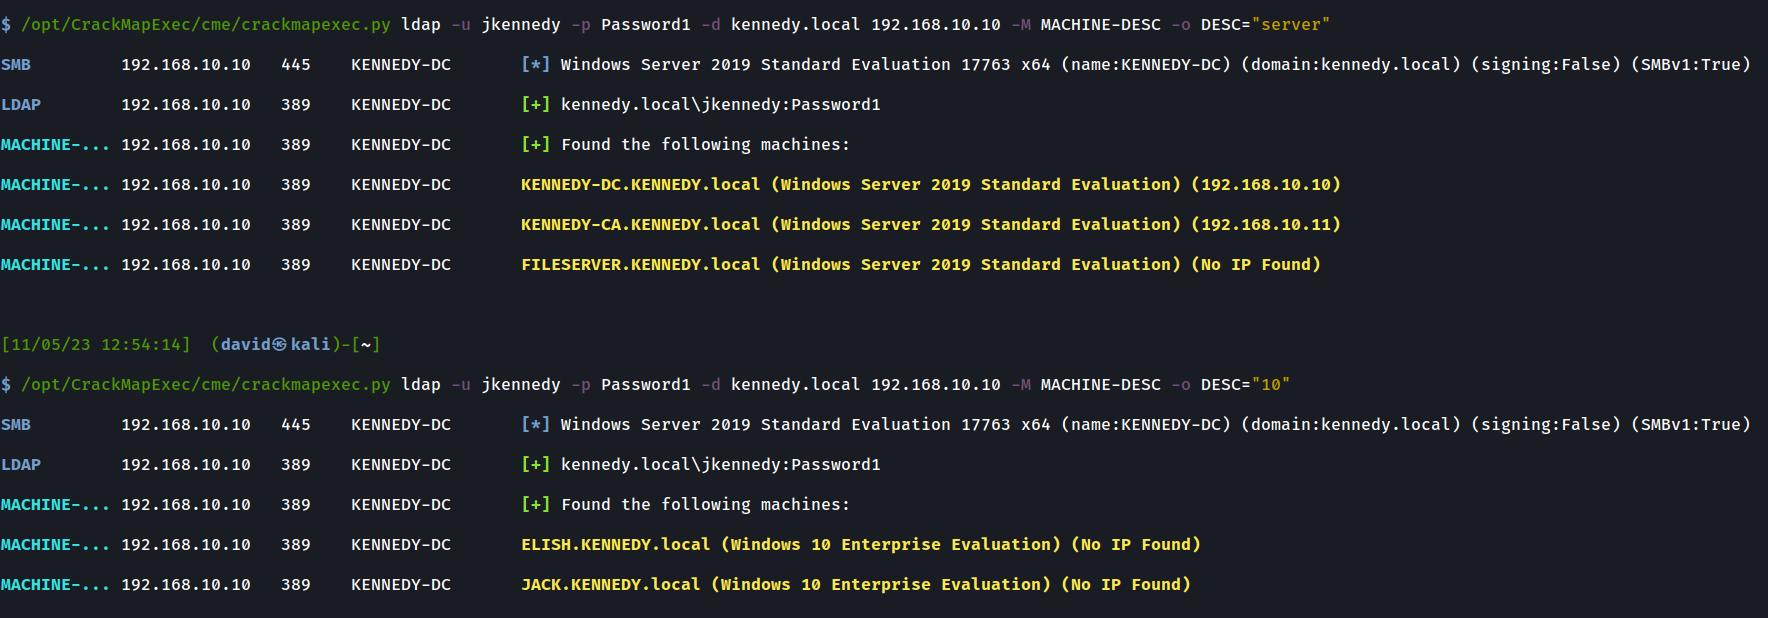 $ /opt/CrackMapExec/cme/crackmapexec.py ldap -u jkennedy -p Password1 -d kennedy.local 192.168.10.10 -M MACHINE-DESC -o DESC="server"
SMB 192.168.10.10 445 KENNEDY-DC [*] Windows Server 2019 Standard Evaluation 17763 x64 (name:KENNEDY-DC) (domain:kennedy.local) (signing:False) (SMBv1:True)
LDAP 192.168.10.10 389 KENNEDY-DC [+] kennedy.local\jkennedy:Password1
MACHINE-... 192.168.10.10 389 KENNEDY-DC [+] Found the following machines:
MACHINE-... 192.168.10.10 389 KENNEDY-DC KENNEDY-DC.KENNEDY.local (Windows Server 2019 Standard Evaluation) (192.168.10.10)
MACHINE-... 192.168.10.10 389 KENNEDY-DC KENNEDY-CA.KENNEDY.local (Windows Server 2019 Standard Evaluation) (192.168.10.11)
MACHINE-... 192.168.10.10 389 KENNEDY-DC FILESERVER.KENNEDY.local (Windows Server 2019 Standard Evaluation) (No IP Found)
[11/05/23 12:54:14] (david㉿kali)-[~]
$ /opt/CrackMapExec/cme/crackmapexec.py ldap -u jkennedy -p Password1 -d kennedy.local 192.168.10.10 -M MACHINE-DESC -o DESC="10"
SMB 192.168.10.10 445 KENNEDY-DC [*] Windows Server 2019 Standard Evaluation 17763 x64 (name:KENNEDY-DC) (domain:kennedy.local) (signing:False) (SMBv1:True)
LDAP 192.168.10.10 389 KENNEDY-DC [+] kennedy.local\jkennedy:Password1
MACHINE-... 192.168.10.10 389 KENNEDY-DC [+] Found the following machines:
MACHINE-... 192.168.10.10 389 KENNEDY-DC ELISH.KENNEDY.local (Windows 10 Enterprise Evaluation) (No IP Found)
MACHINE-... 192.168.10.10 389 KENNEDY-DC JACK.KENNEDY.local (Windows 10 Enterprise Evaluation) (No IP Found)